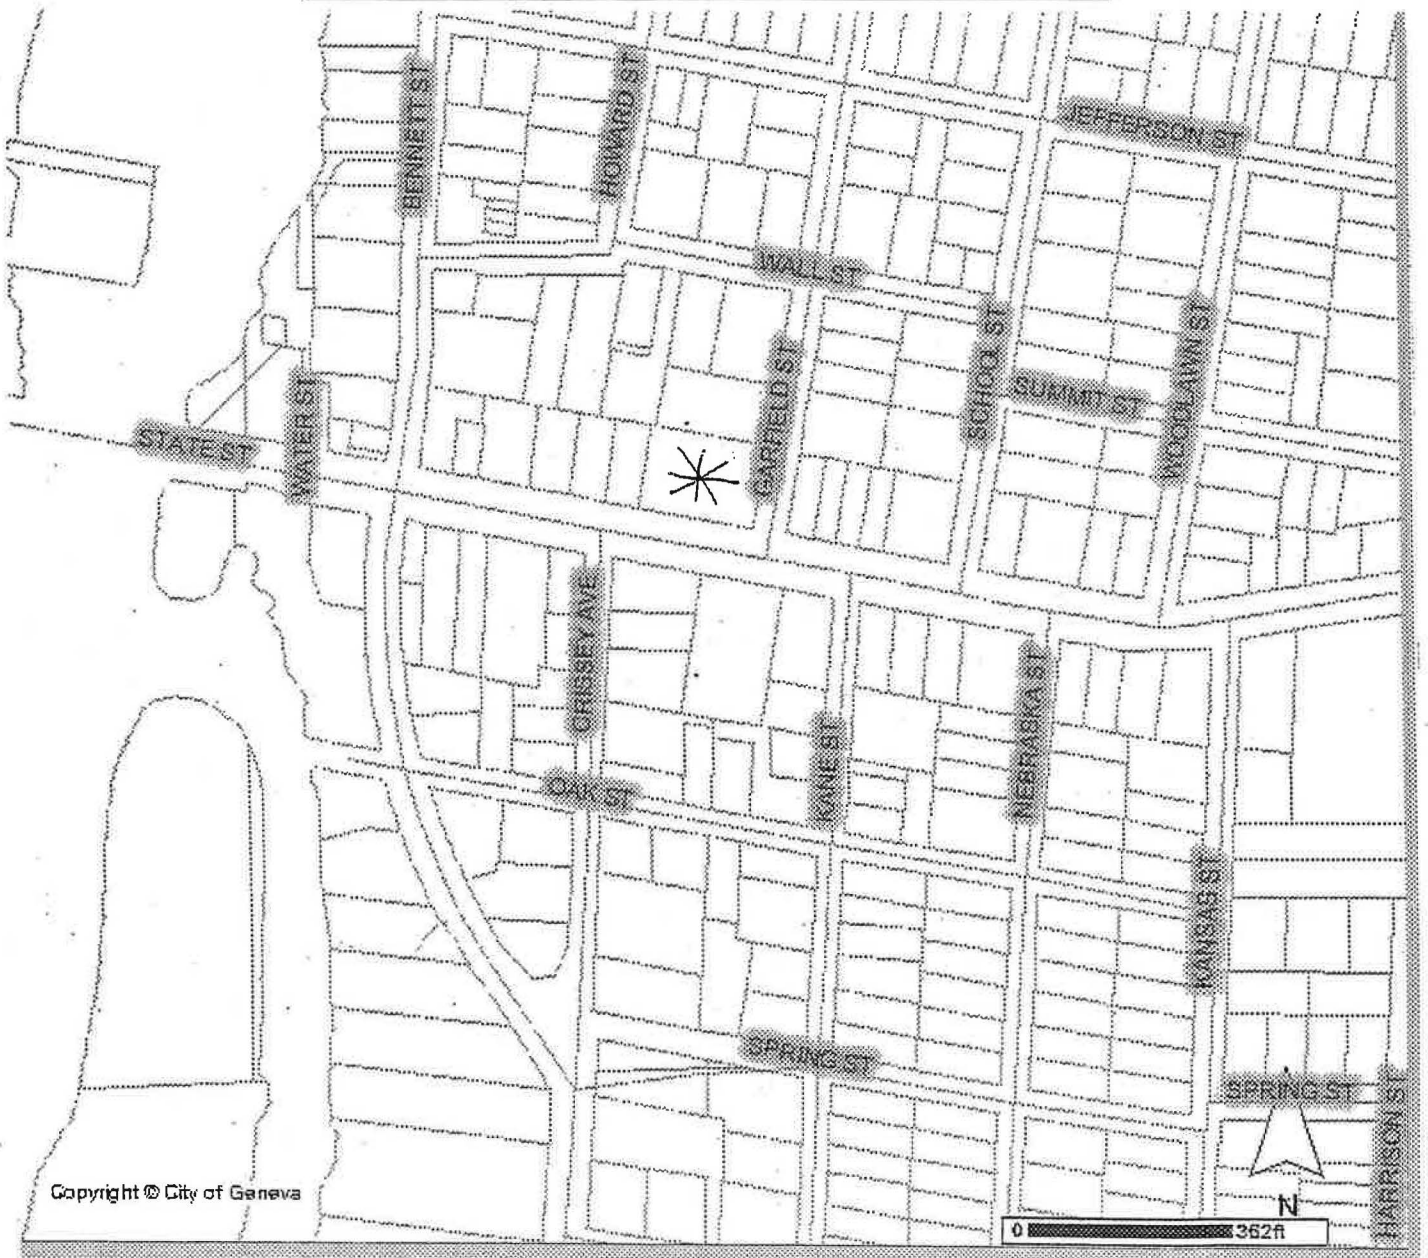 BENNETT ST
HOWARD ST
JEFFERSON ST
WALL ST
GARFIELD ST
SCHOOL ST
SUMMIT ST
WOODLAWN ST
STATE ST
WATER ST
CRISSEY AVE
NEBRASKA ST
KANE ST
OAK ST
KANSAS ST
SPRING ST
SPRING ST
HARRISON ST
Copyright © City of Geneva
N
0 362ft